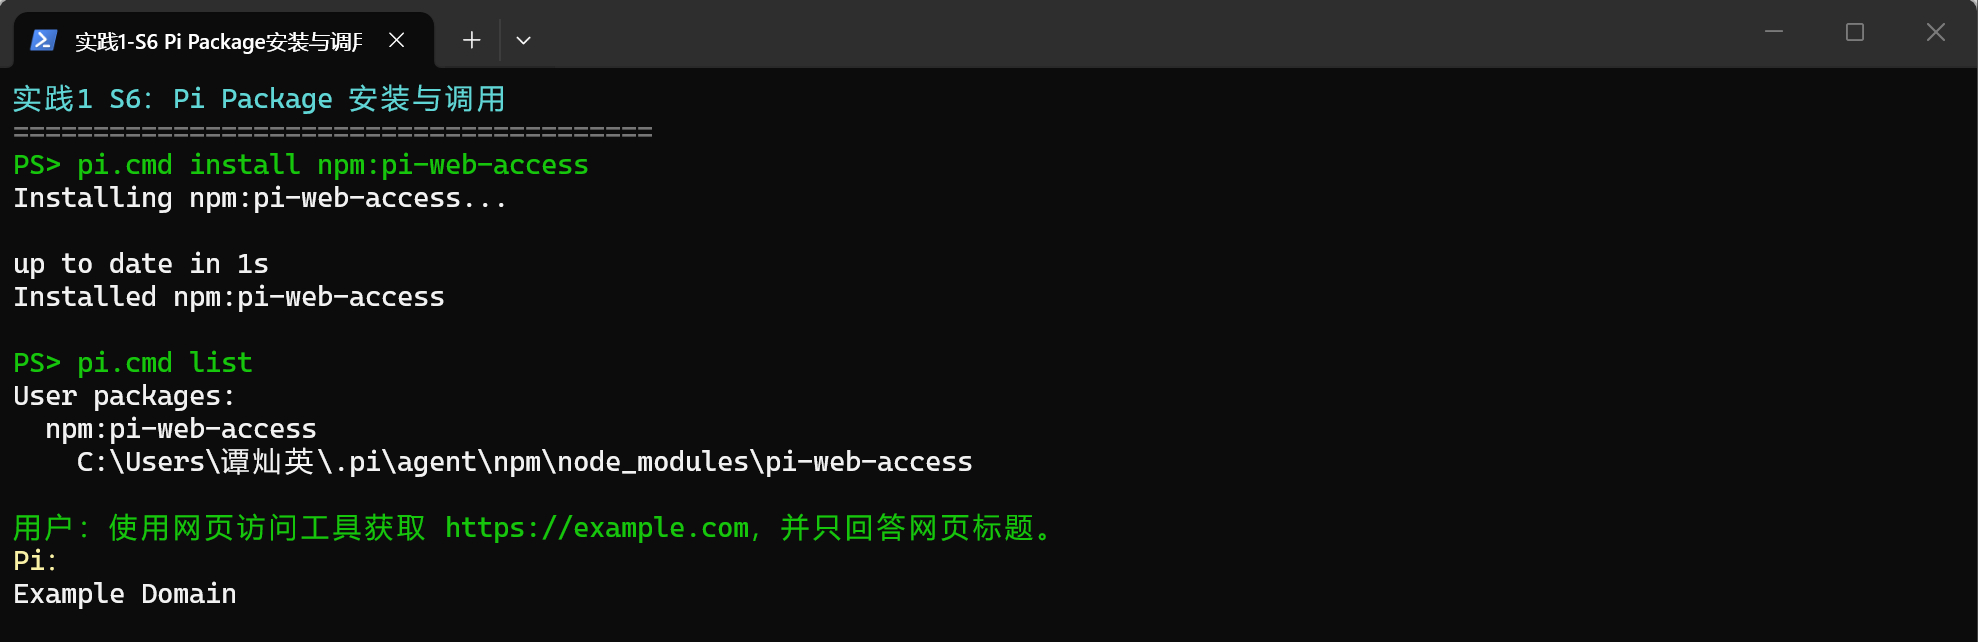 实践1-S6 Pi Package安装与调用
实践1 S6: Pi Package 安装与调用
========================================
PS> pi.cmd install npm:pi-web-access
Installing npm:pi-web-access...
up to date in 1s
Installed npm:pi-web-access
PS> pi.cmd list
User packages:
npm:pi-web-access
C:\Users\谭灿英\.pi\agent\npm\node_modules\pi-web-access
用户：使用网页访问工具获取 https://example.com，并只回答网页标题。
Pi：
Example Domain